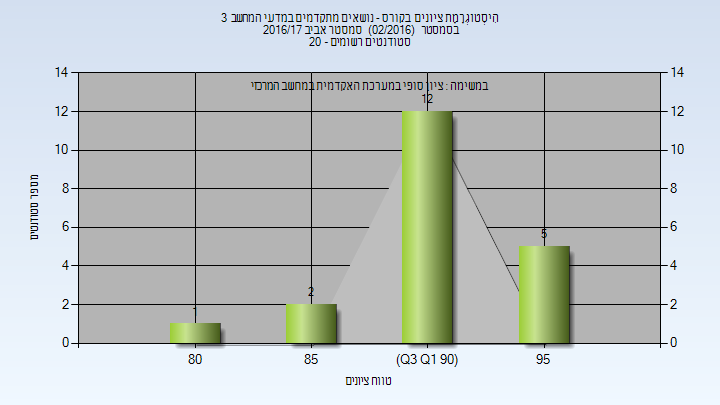 היסטוגרמת ציונים בקורס - נושאים מתקדמים במדעי המחשב 3
בסמסטר (02/2016) סמסטר אביב 2016/17
סטודנטים רשומים - 20
במשימה : ציון סופי במערכת האקדמית במחשב המרכזי
מספר סטודנטים
14 14
12 12
10 10
8 8
6 6
4 4
2 2
0 0
1 2 12 5
80 85 (Q3 Q1 90) 95
טווח ציונים